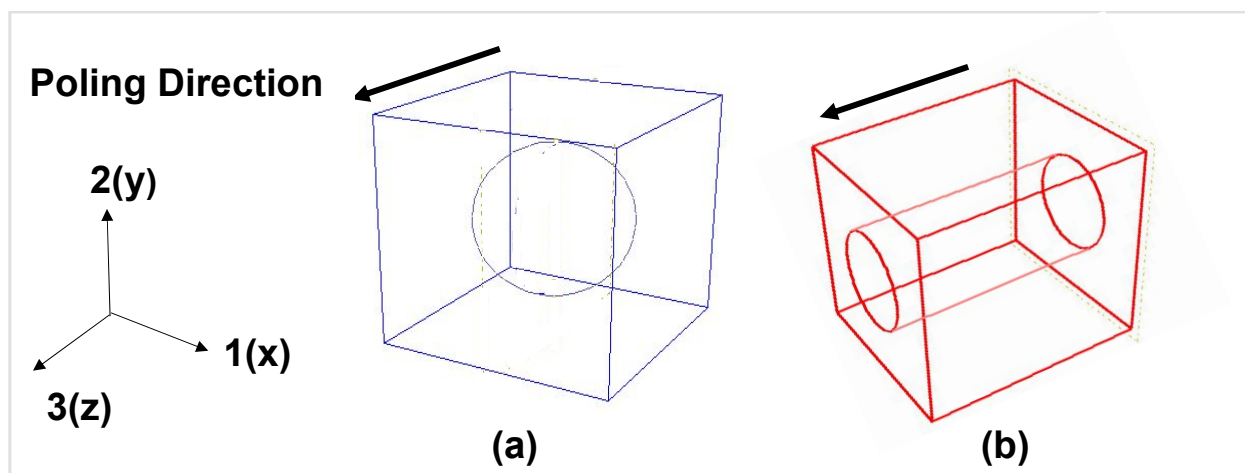 Poling Direction
2(y)
1(x)
3(z)
(a)
(b)